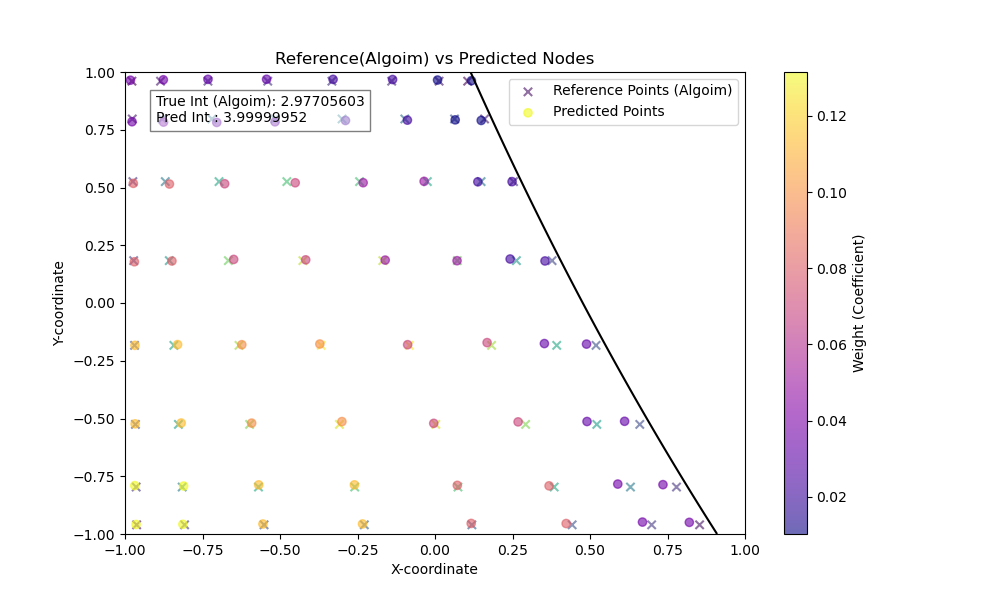 Reference(Algoim) vs Predicted Nodes
True Int (Algoim): 2.97705603
Pred Int : 3.99999952
Reference Points (Algoim)
Predicted Points
1.00
0.75
0.50
0.25
0.00
−0.25
−0.50
−0.75
−1.00
Y-coordinate
−1.00 −0.75 −0.50 −0.25 0.00 0.25 0.50 0.75 1.00
X-coordinate
0.12
0.10
0.08
0.06
0.04
0.02
Weight (Coefficient)